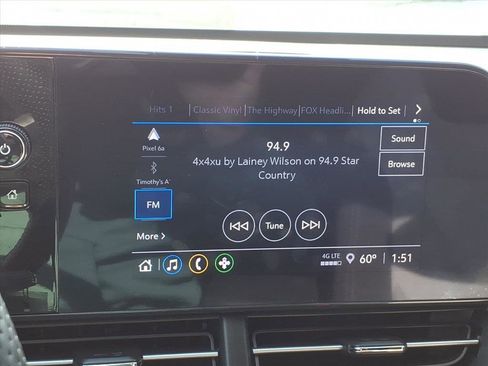 Hits 1 Classic Vinyl The Highway FOX Headli... Hold to Set
Pixel 6a
94.9
Sound
4x4xu by Lainey Wilson on 94.9 Star
Country
Browse
Timothy's A'
FM
Tune
More >
4G LTE
60° 1:51